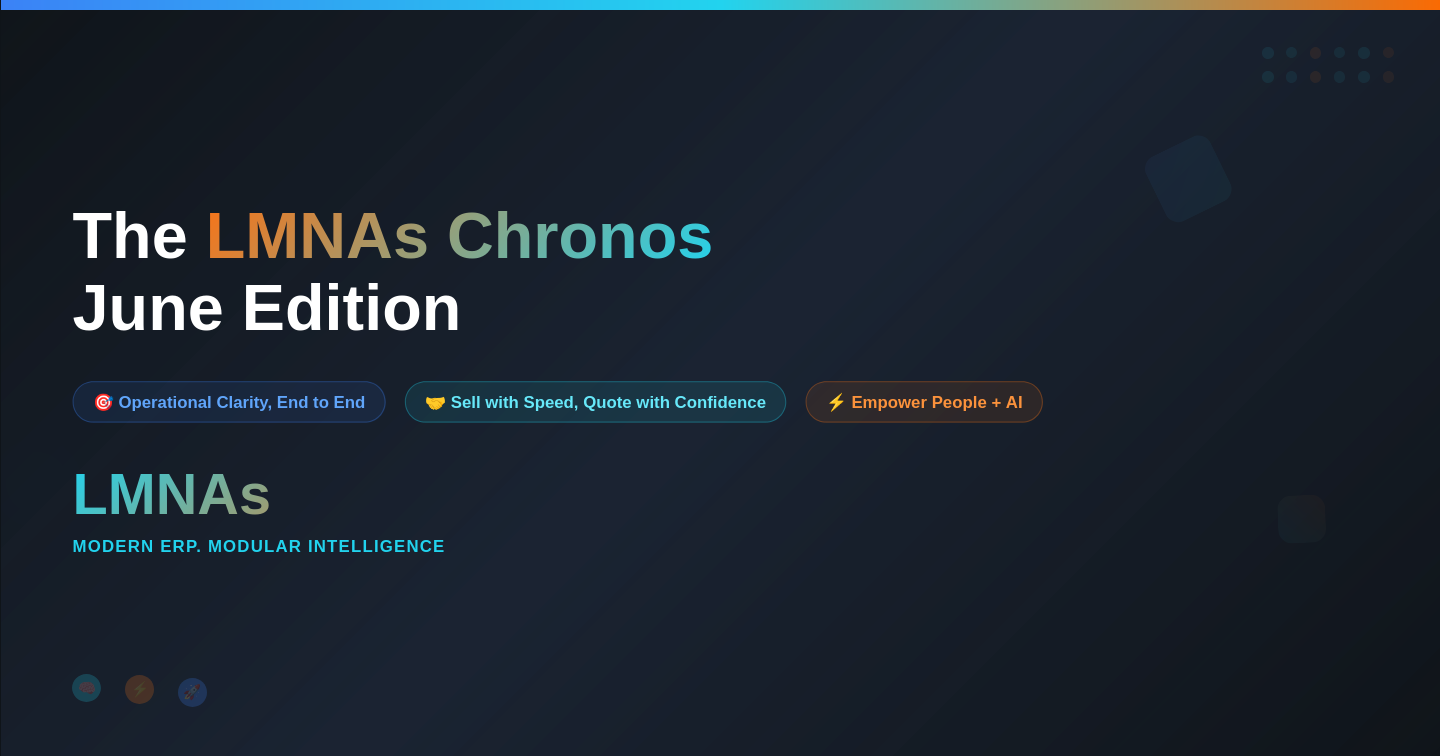 The LMNAs Chronos
June Edition
🎯 Operational Clarity, End to End
🤝 Sell with Speed, Quote with Confidence
⚡ Empower People + AI
LMNAs
MODERN ERP. MODULAR INTELLIGENCE